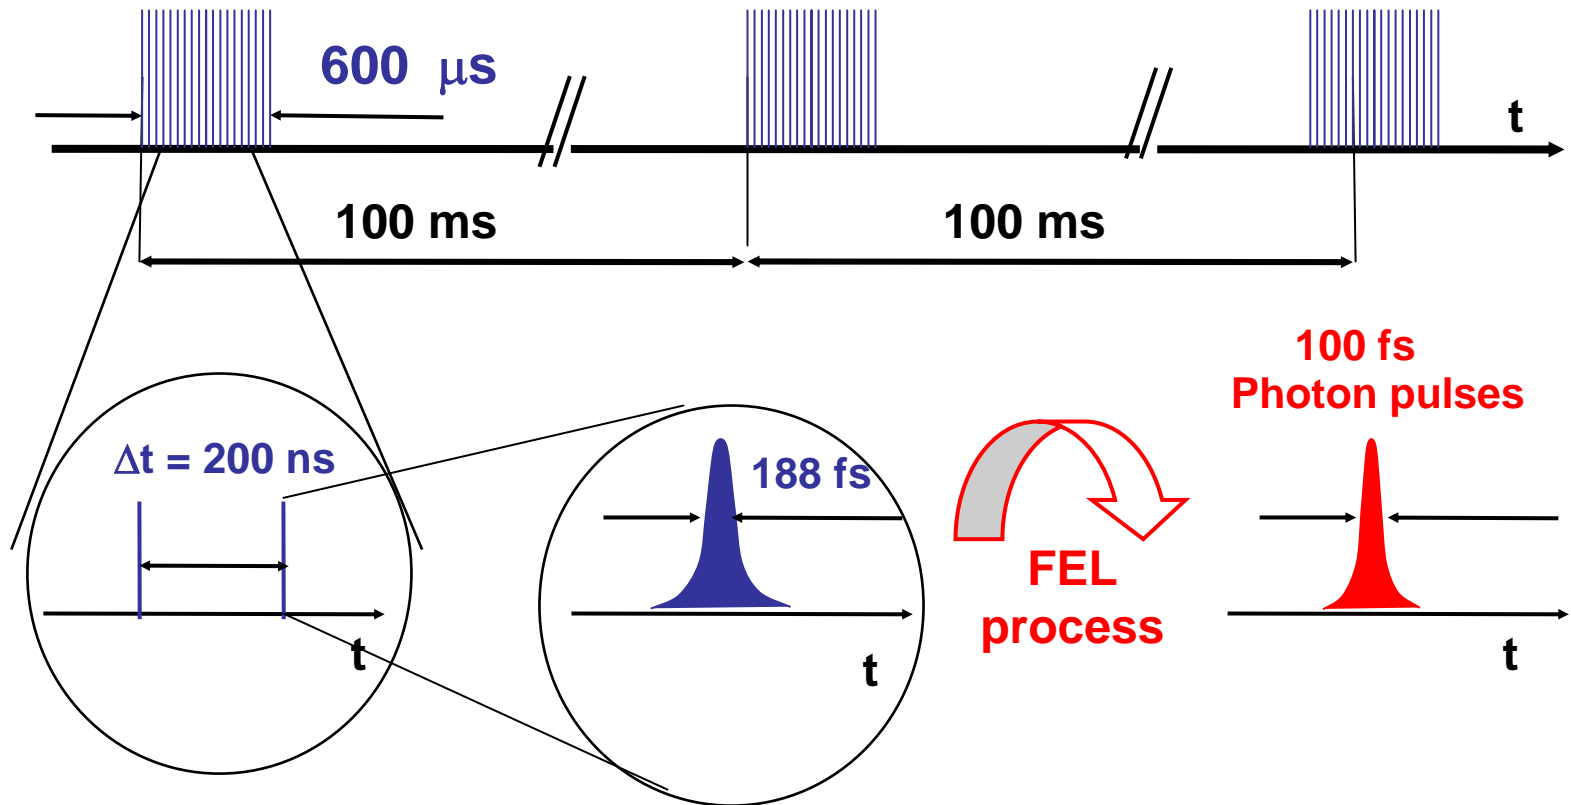 600 μs
t
100 ms
100 ms
Δt = 200 ns
t
188 fs
t
FEL
process
100 fs
Photon pulses
t